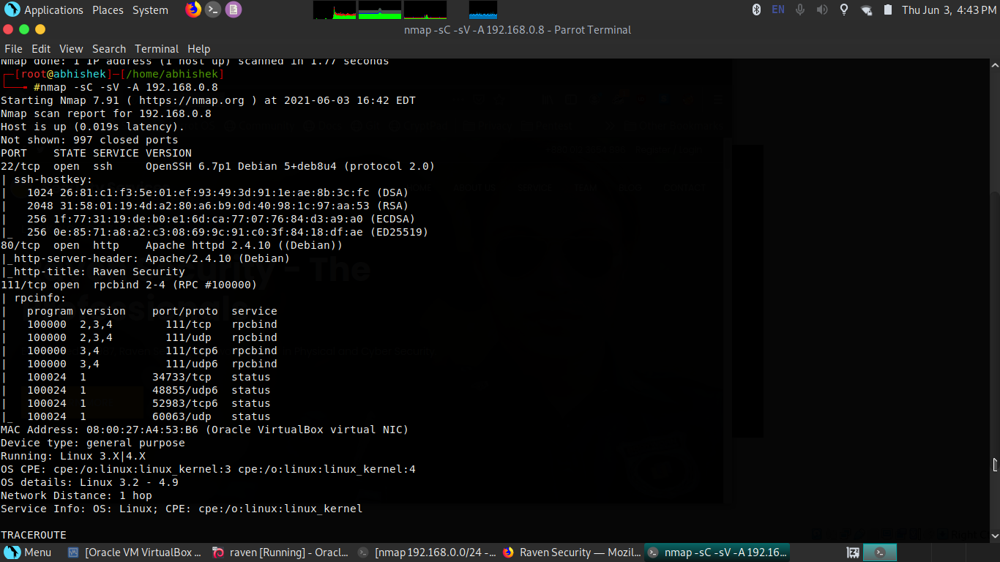 Applications Places System
EN
Thu Jun 3, 4:43 PM
nmap -sC -sV -A 192.168.0.8 - Parrot Terminal
File Edit View Search Terminal Help
Nmap done: 1 IP address (1 host up) scanned in 1.77 seconds
┌─[root@abhishek]─[/home/abhishek]
└──╼ #nmap -sC -sV -A 192.168.0.8
Starting Nmap 7.91 ( https://nmap.org ) at 2021-06-03 16:42 EDT
Nmap scan report for 192.168.0.8
Host is up (0.019s latency).
Not shown: 997 closed ports
PORT    STATE SERVICE VERSION
22/tcp  open  ssh     OpenSSH 6.7p1 Debian 5+deb8u4 (protocol 2.0)
| ssh-hostkey:
|   1024 26:81:c1:f3:5e:01:ef:93:49:3d:91:1e:ae:8b:3c:fc (DSA)
|   2048 31:58:01:19:4d:a2:80:a6:b9:0d:40:98:1c:97:aa:53 (RSA)
|   256 1f:77:31:19:de:b0:e1:6d:ca:77:07:76:84:d3:a9:a0 (ECDSA)
|_  256 0e:85:71:a8:a2:c3:08:69:9c:91:c0:3f:84:18:df:ae (ED25519)
80/tcp  open  http    Apache httpd 2.4.10 ((Debian))
|_http-server-header: Apache/2.4.10 (Debian)
|_http-title: Raven Security
111/tcp open  rpcbind 2-4 (RPC #100000)
| rpcinfo:
|   program version    port/proto  service
|   100000  2,3,4        111/tcp   rpcbind
|   100000  2,3,4        111/udp   rpcbind
|   100000  3,4          111/tcp6  rpcbind
|   100000  3,4          111/udp6  rpcbind
|   100024  1          34733/tcp   status
|   100024  1          48855/udp6  status
|   100024  1          52983/tcp6  status
|_  100024  1          60063/udp   status
MAC Address: 08:00:27:A4:53:B6 (Oracle VirtualBox virtual NIC)
Device type: general purpose
Running: Linux 3.X|4.X
OS CPE: cpe:/o:linux:linux_kernel:3 cpe:/o:linux:linux_kernel:4
OS details: Linux 3.2 - 4.9
Network Distance: 1 hop
Service Info: OS: Linux; CPE: cpe:/o:linux:linux_kernel
TRACEROUTE
Menu [Oracle VM VirtualBox ... raven [Running] - Oracl... [nmap 192.168.0.0/24 -... Raven Security — Mozil... nmap -sC -sV -A 192.16...